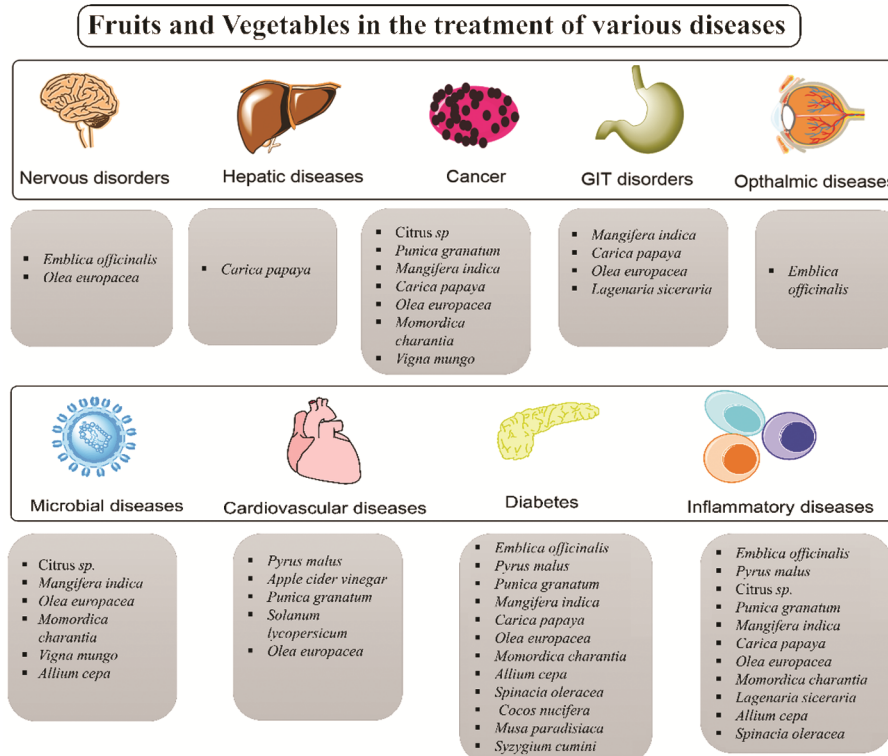 Fruits and Vegetables in the treatment of various diseases
Nervous disorders
Hepatic diseases
Cancer
GIT disorders
Opthalmic diseases
▪ Emblica officinalis
▪ Olea europacea
▪ Carica papaya
▪ Citrus sp
▪ Punica granatum
▪ Mangifera indica
▪ Carica papaya
▪ Olea europacea
▪ Momordica
charantia
▪ Vigna mungo
▪ Mangifera indica
▪ Carica papaya
▪ Olea europacea
▪ Lagenaria siceraria
▪ Emblica
officinalis
Microbial diseases
Cardiovascular diseases
Diabetes
Inflammatory diseases
▪ Citrus sp.
▪ Mangifera indica
▪ Olea europacea
▪ Momordica
charantia
▪ Vigna mungo
▪ Allium cepa
▪ Pyrus malus
▪ Apple cider vinegar
▪ Punica granatum
▪ Solanum
lycopersicum
▪ Olea europacea
▪ Emblica officinalis
▪ Pyrus malus
▪ Punica granatum
▪ Mangifera indica
▪ Carica papaya
▪ Olea europacea
▪ Momordica charantia
▪ Allium cepa
▪ Spinacia oleracea
▪ Cocos nucifera
▪ Musa paradisiaca
▪ Syzygium cumini
▪ Emblica officinalis
▪ Pyrus malus
▪ Citrus sp.
▪ Punica granatum
▪ Mangifera indica
▪ Carica papaya
▪ Olea europacea
▪ Momordica charantia
▪ Lagenaria siceraria
▪ Allium cepa
▪ Spinacia oleracea